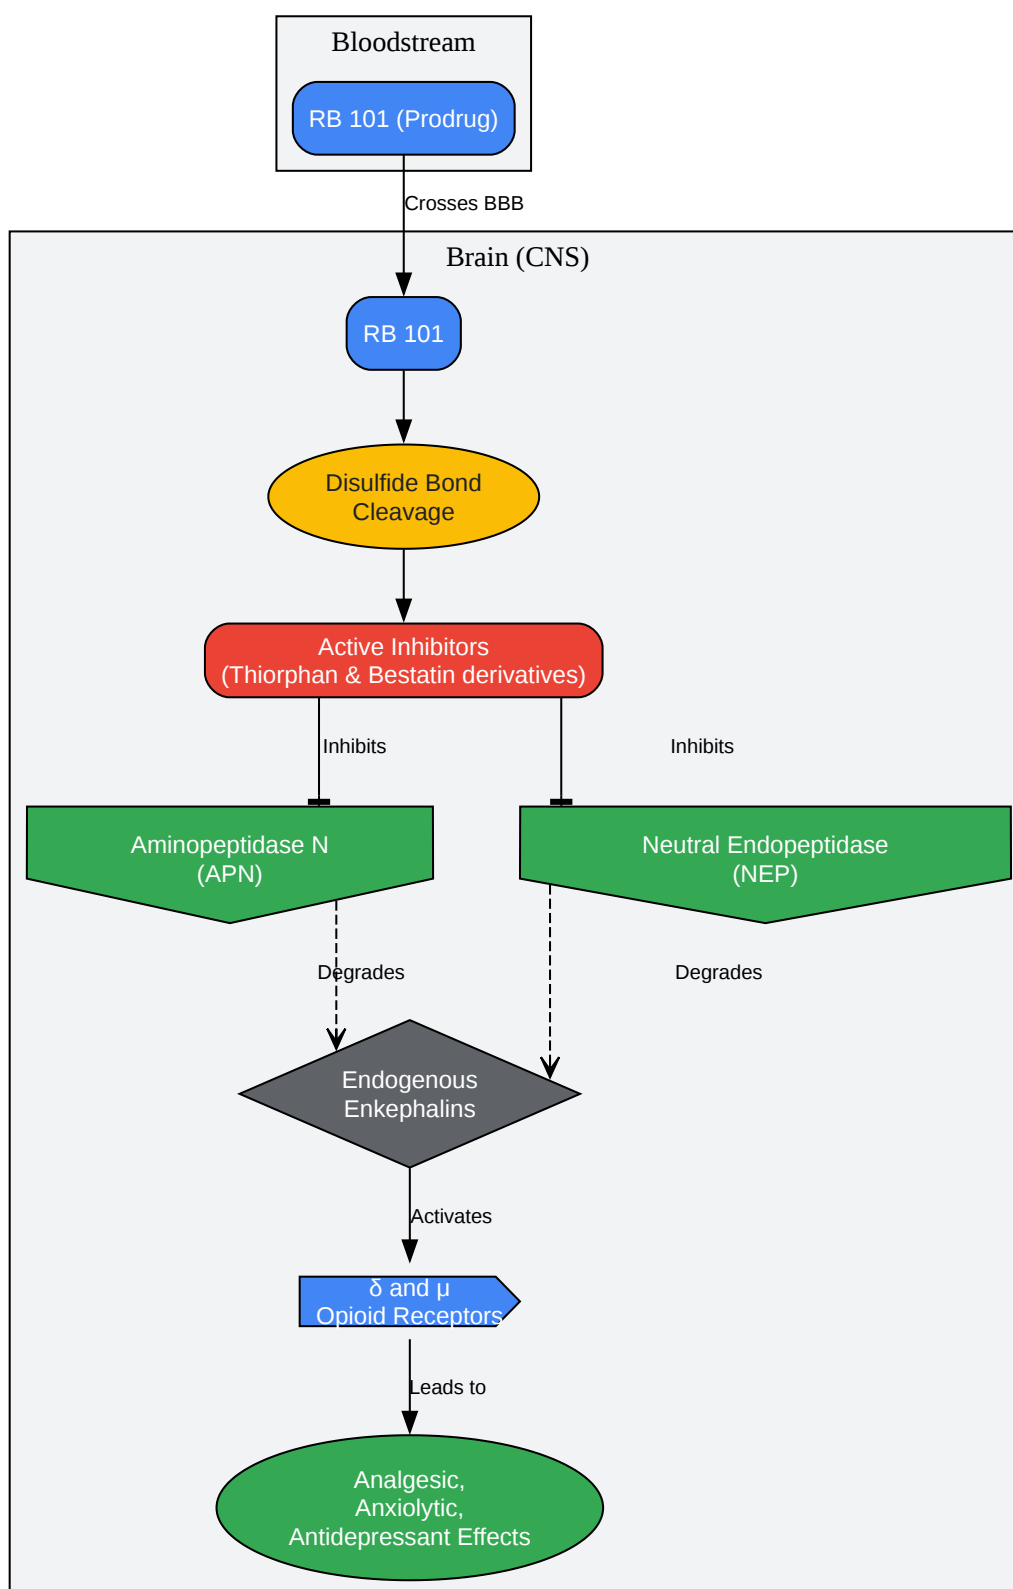 Bloodstream
RB 101 (Prodrug)
Crosses BBB
Brain (CNS)
RB 101
Disulfide Bond
Cleavage
Active Inhibitors
(Thiorphan & Bestatin derivatives)
Inhibits
Inhibits
Aminopeptidase N
(APN)
Neutral Endopeptidase
(NEP)
Degrades
Degrades
Endogenous
Enkephalins
Activates
δ and μ
Opioid Receptors
Leads to
Analgesic,
Anxiolytic,
Antidepressant Effects